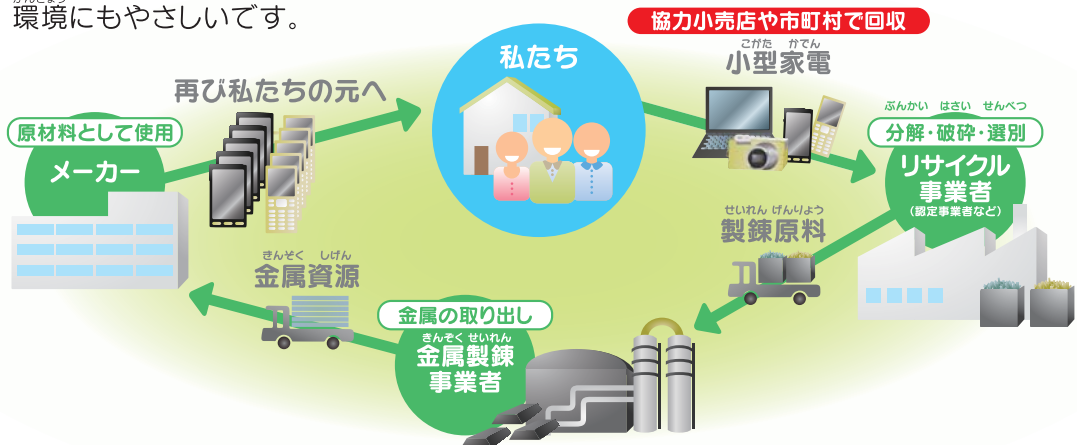 かんきょう
環境にもやさしいです。
協力小売店や市町村で回収
私たち
こがた かでん
小型家電
再び私たちの元へ
ぶんかい はさい せんべつ
分解・破砕・選別
リサイクル
事業者
（認定事業者など）
原材料として使用
メーカー
せいれん げんりょう
製錬原料
きんぞく しげん
金属資源
金属の取り出し
きんぞく せいれん
金属製錬
事業者